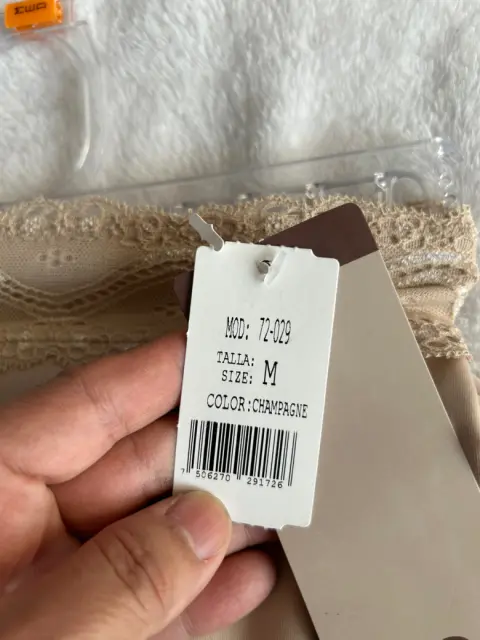 MOD: 72-029
TALLA:
SIZE: M
COLOR:CHAMPAGNE
7 506270 291726